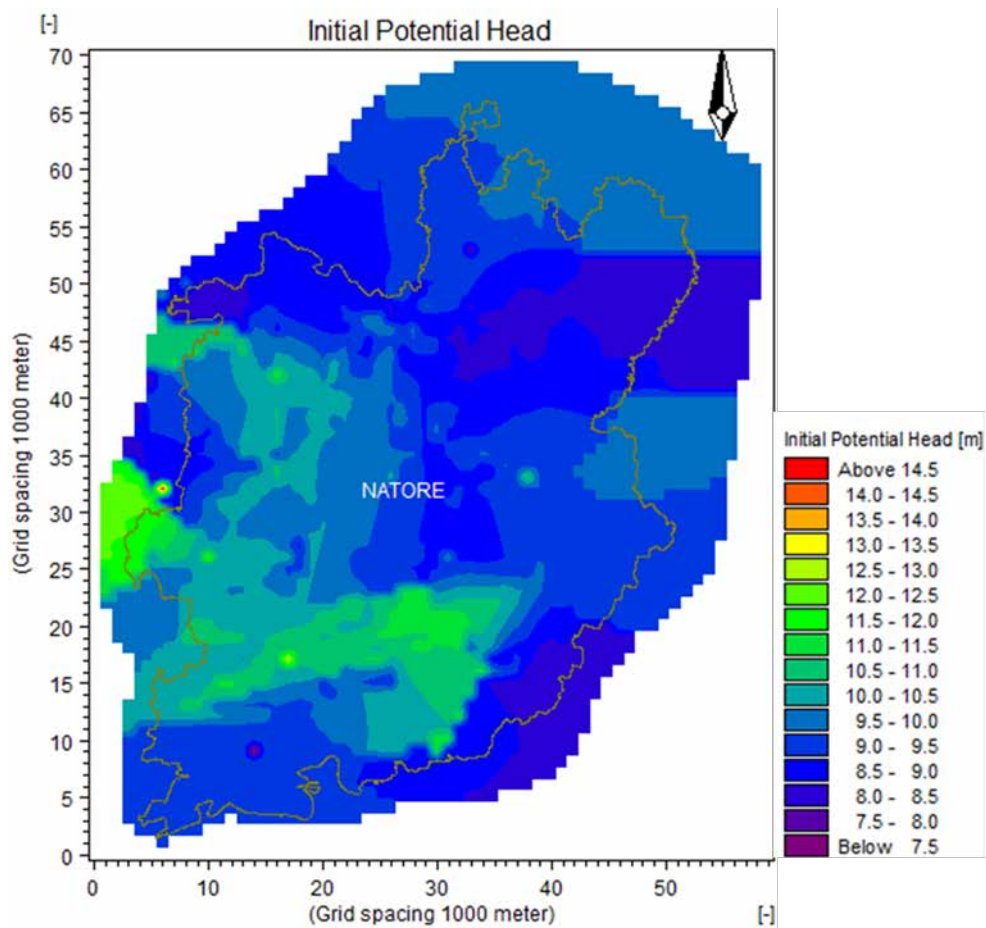 [-]
Initial Potential Head
70
65
60
55
50
45
40
35
30
25
20
15
10
5
0
(Grid spacing 1000 meter)
NATORE
0 10 20 30 40 50
(Grid spacing 1000 meter)
[-]
Initial Potential Head [m]
Above 14.5
14.0 - 14.5
13.5 - 14.0
13.0 - 13.5
12.5 - 13.0
12.0 - 12.5
11.5 - 12.0
11.0 - 11.5
10.5 - 11.0
10.0 - 10.5
9.5 - 10.0
9.0 - 9.5
8.5 - 9.0
8.0 - 8.5
7.5 - 8.0
Below 7.5